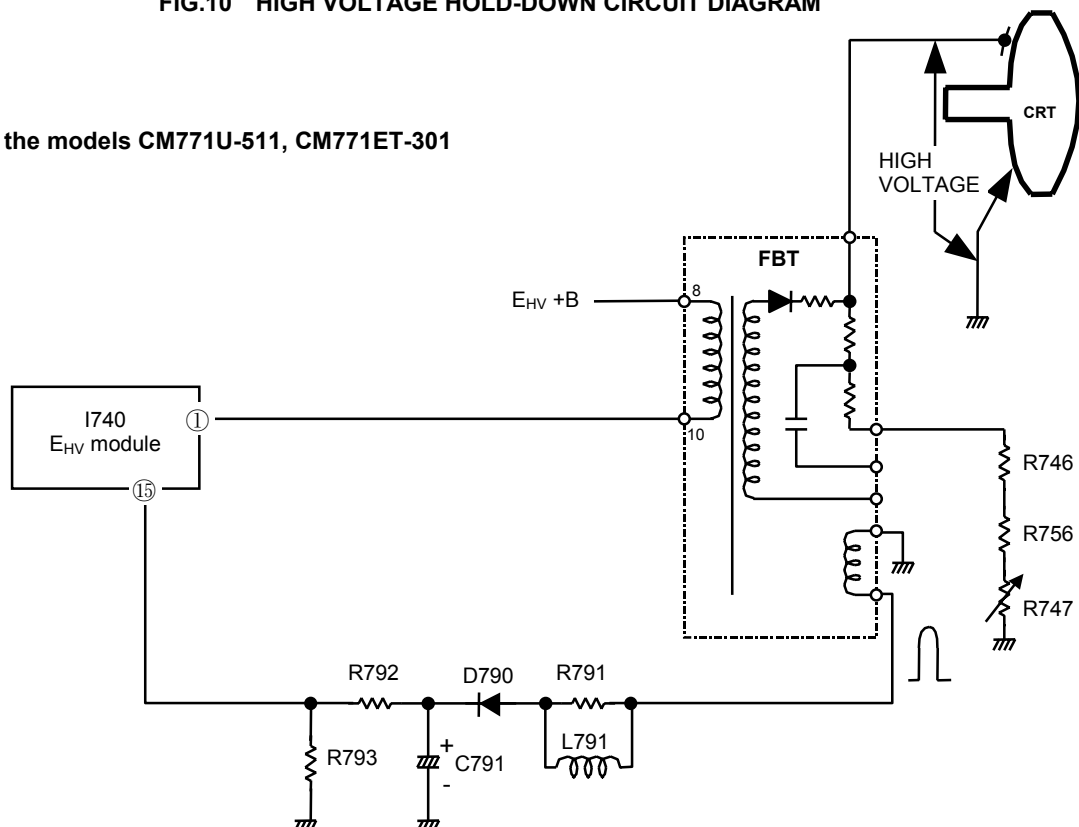 FIG.10 HIGH VOLTAGE HOLD-DOWN CIRCUIT DIAGRAM
CRT
the models CM771U-511, CM771ET-301
HIGH
VOLTAGE
FBT
EHV +B
8
I740
EHV module
①
10
⑮
R746
R756
R747
R792
D790
R791
R793
+
C791
-
L791